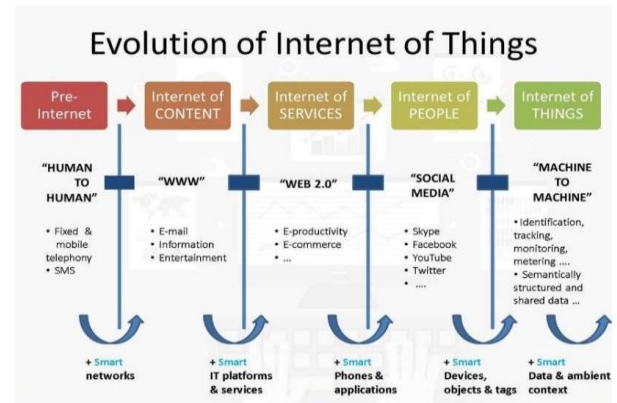 Evolution of Internet of Things
Pre-
Internet
Internet of
CONTENT
Internet of
SERVICES
Internet of
PEOPLE
Internet of
THINGS
"HUMAN
TO
HUMAN"
"WWW"
"WEB 2.0"
"SOCIAL
MEDIA"
"MACHINE
TO
MACHINE"
• Fixed &
mobile
telephony
• SMS
• E-mail
• Information
• Entertainment
• E-productivity
• E-commerce
• ...
• Skype
• Facebook
• YouTube
• Twitter
• ....
• Identification,
tracking,
monitoring,
metering ....
• Semantically
structured and
shared data ...
+ Smart
networks
+ Smart
IT platforms
& services
+ Smart
Phones &
applications
+ Smart
Devices,
objects & tags
+ Smart
Data & ambient
context